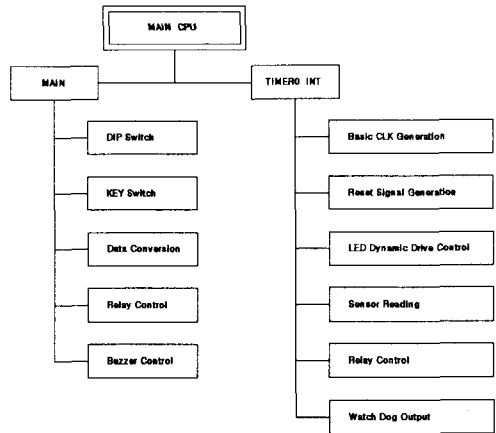 MAIN CPU
MAIN
TIMER0 INT
DIP Switch
KEY Switch
Data Conversion
Relay Control
Buzzer Control
Basic CLK Generation
Reset Signal Generation
LED Dynamic Drive Control
Sensor Reading
Relay Control
Watch Dog Output